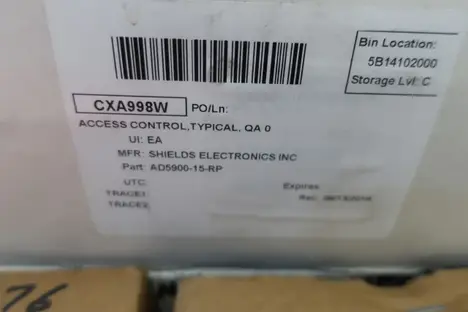 Bin Location:
5B14102000
Storage Lvl: C
CXA998W PO/Ln:
ACCESS CONTROL,TYPICAL, QA 0
UI: EA
MFR: SHIELDS ELECTRONICS INC
Part: AD5900-15-RP
UTC:
Expires
TRACE1:
Rec:
TRACE2:
76